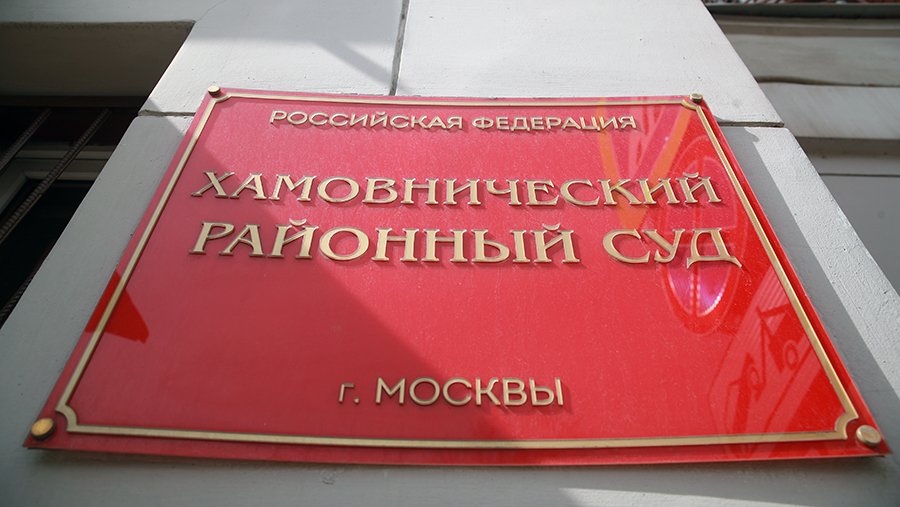 РОССИЙСКАЯ ФЕДЕРАЦИЯ
ХАМОВНИЧЕСКИЙ
РАЙОННЫЙ СУД
г. МОСКВЫ